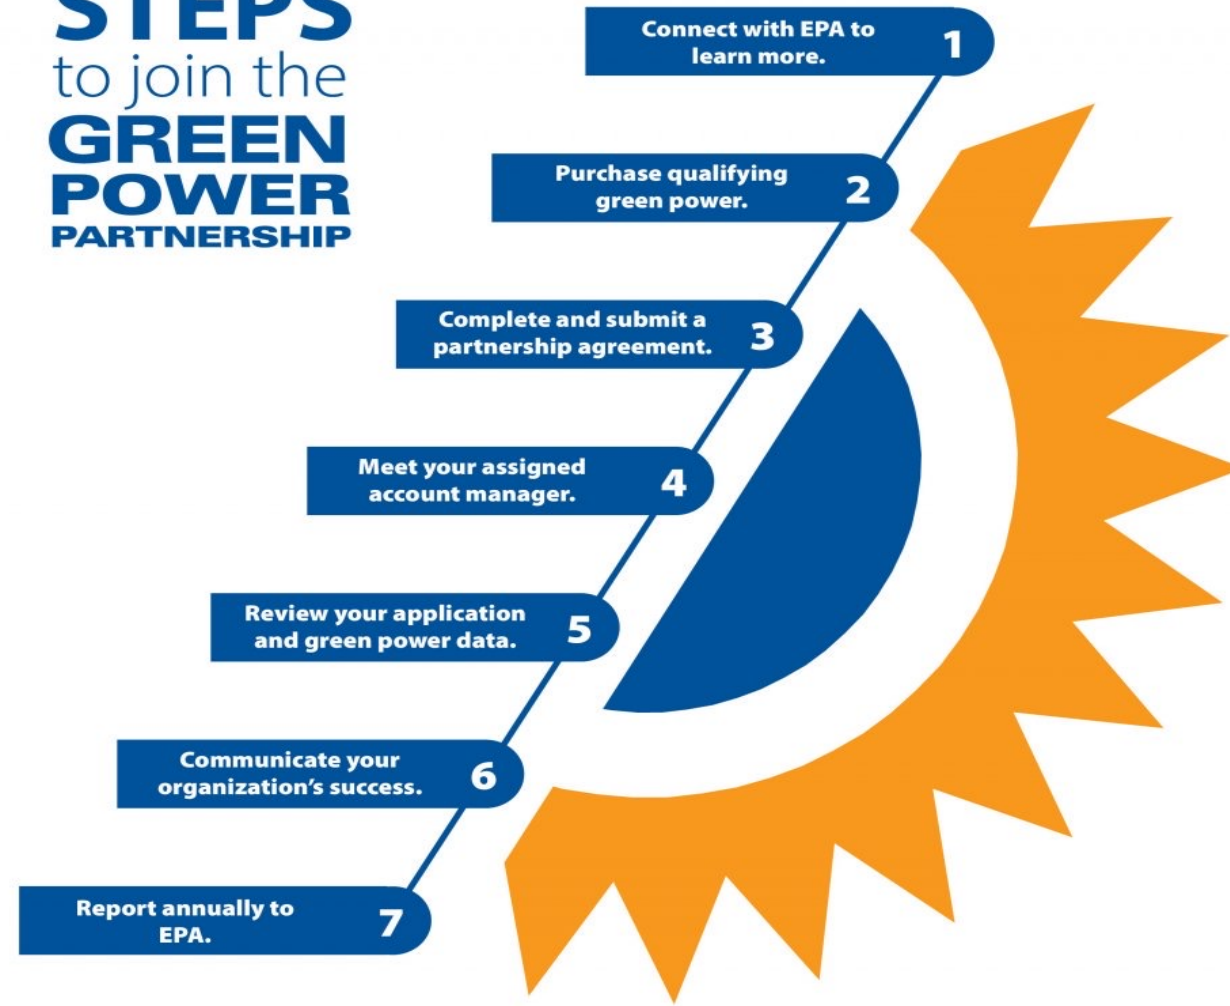 STEPS
to join the
GREEN
POWER
PARTNERSHIP
Connect with EPA to
learn more.
1
Purchase qualifying
green power.
2
Complete and submit a
partnership agreement.
3
Meet your assigned
account manager.
4
Review your application
and green power data.
5
Communicate your
organization's success.
6
Report annually to
EPA.
7